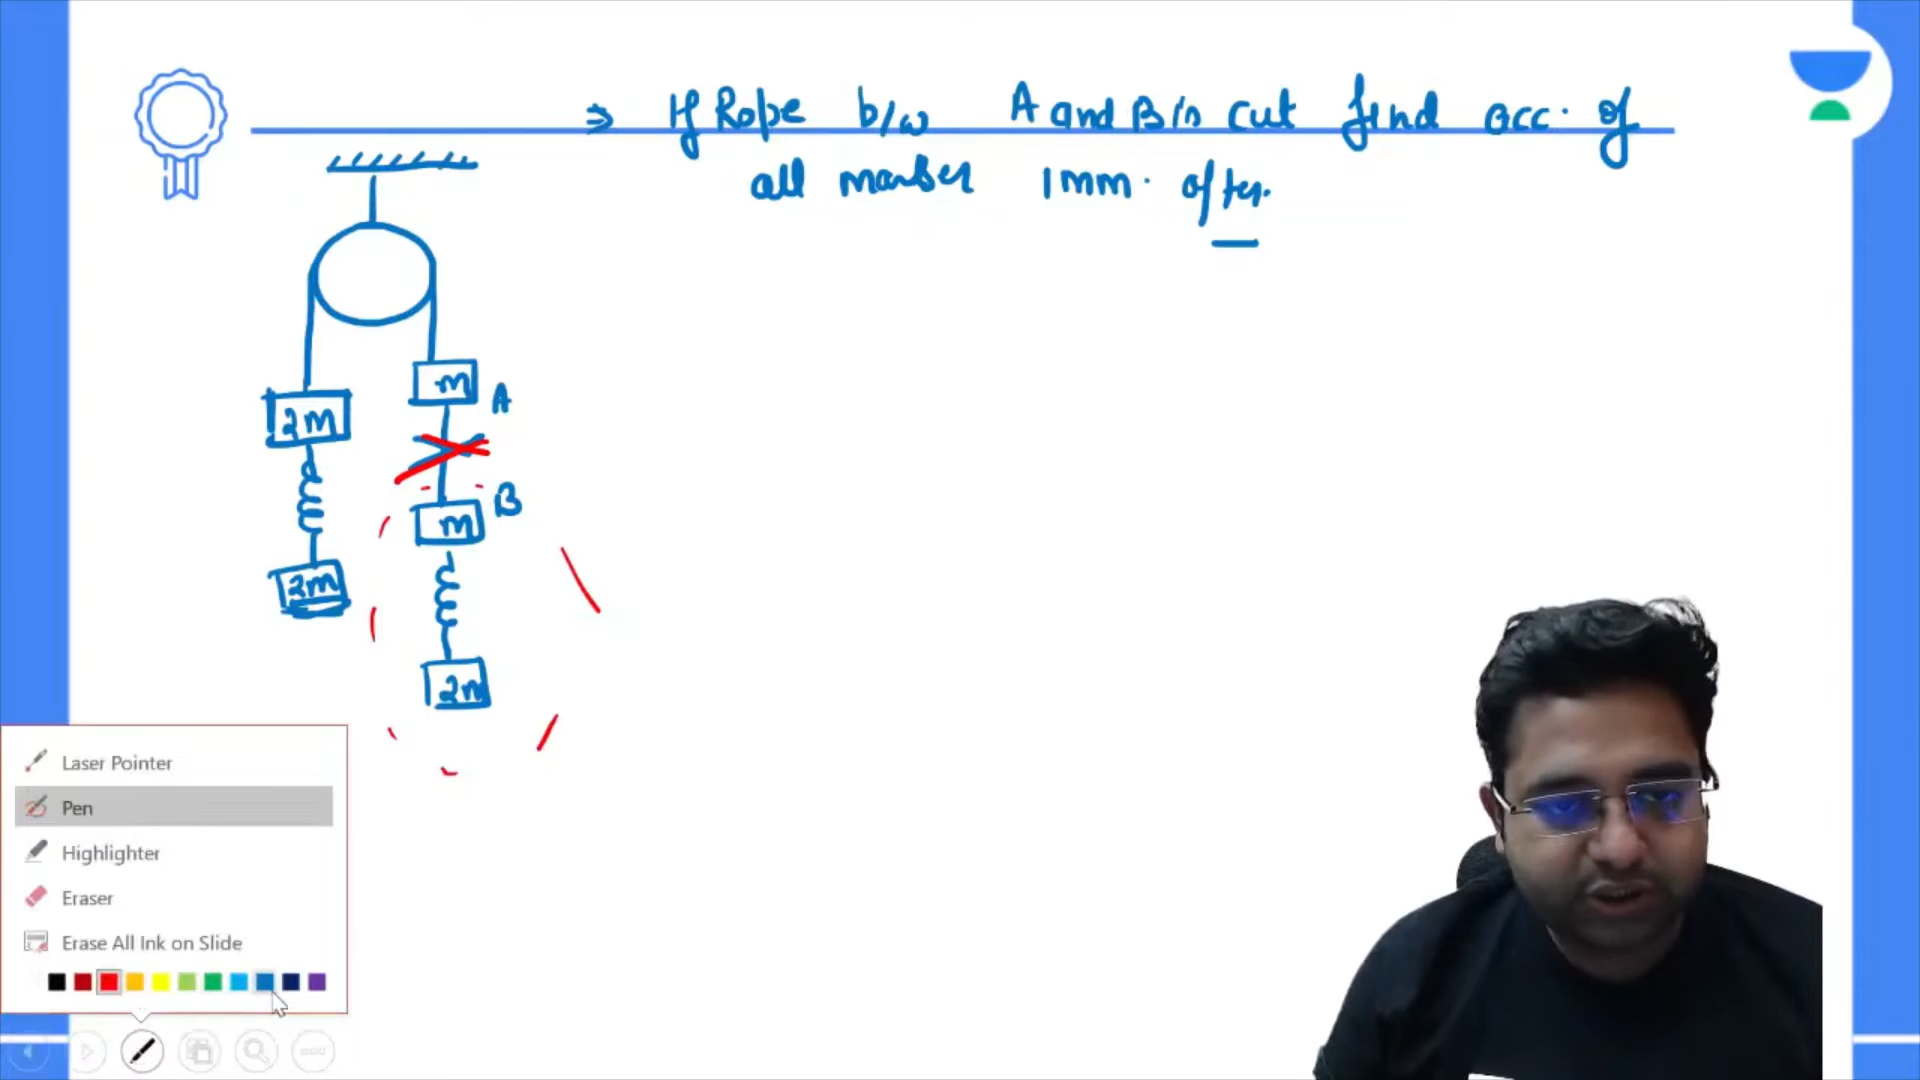 ⇒ If Rope b/w A and B is cut find acc. of
all masses 1mm. after.
m
A
2m
B
m
2m
2m
Laser Pointer
Pen
Highlighter
Eraser
Erase All Ink on Slide